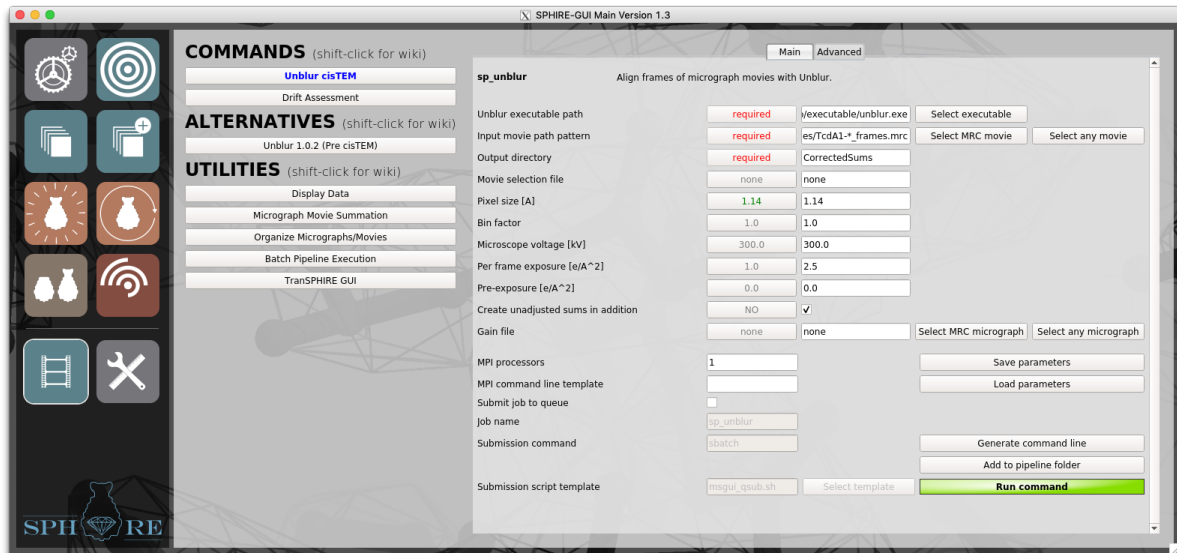 SPHIRE-GUI Main Version 1.3
COMMANDS (shift-click for wiki)
Unblur cisTEM
Drift Assessment
ALTERNATIVES (shift-click for wiki)
Unblur 1.0.2 (Pre cisTEM)
UTILITIES (shift-click for wiki)
Display Data
Micrograph Movie Summation
Organize Micrographs/Movies
Batch Pipeline Execution
TranSPHIRE GUI
SPH RE
Main Advanced
sp_unblur Align frames of micrograph movies with Unblur.
Unblur executable path required /executable/unblur.exe Select executable
Input movie path pattern required es/TcdA1-*_frames.mrc Select MRC movie Select any movie
Output directory required CorrectedSums
Movie selection file none none
Pixel size [A] 1.14 1.14
Bin factor 1.0 1.0
Microscope voltage [kV] 300.0 300.0
Per frame exposure [e/A^2] 1.0 2.5
Pre-exposure [e/A^2] 0.0 0.0
Create unadjusted sums in addition NO
Gain file none none Select MRC micrograph Select any micrograph
MPI processors 1 Save parameters
MPI command line template Load parameters
Submit job to queue
Job name sp_unblur
Submission command sbatch Generate command line
Add to pipeline folder
Submission script template msgui_qsub.sh Select template Run command